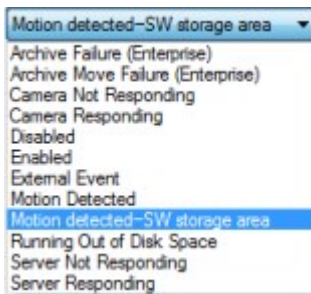 Motion detected-SW storage area
Archive Failure (Enterprise)
Archive Move Failure (Enterprise)
Camera Not Responding
Camera Responding
Disabled
Enabled
External Event
Motion Detected
Motion detected-SW storage area
Running Out of Disk Space
Server Not Responding
Server Responding